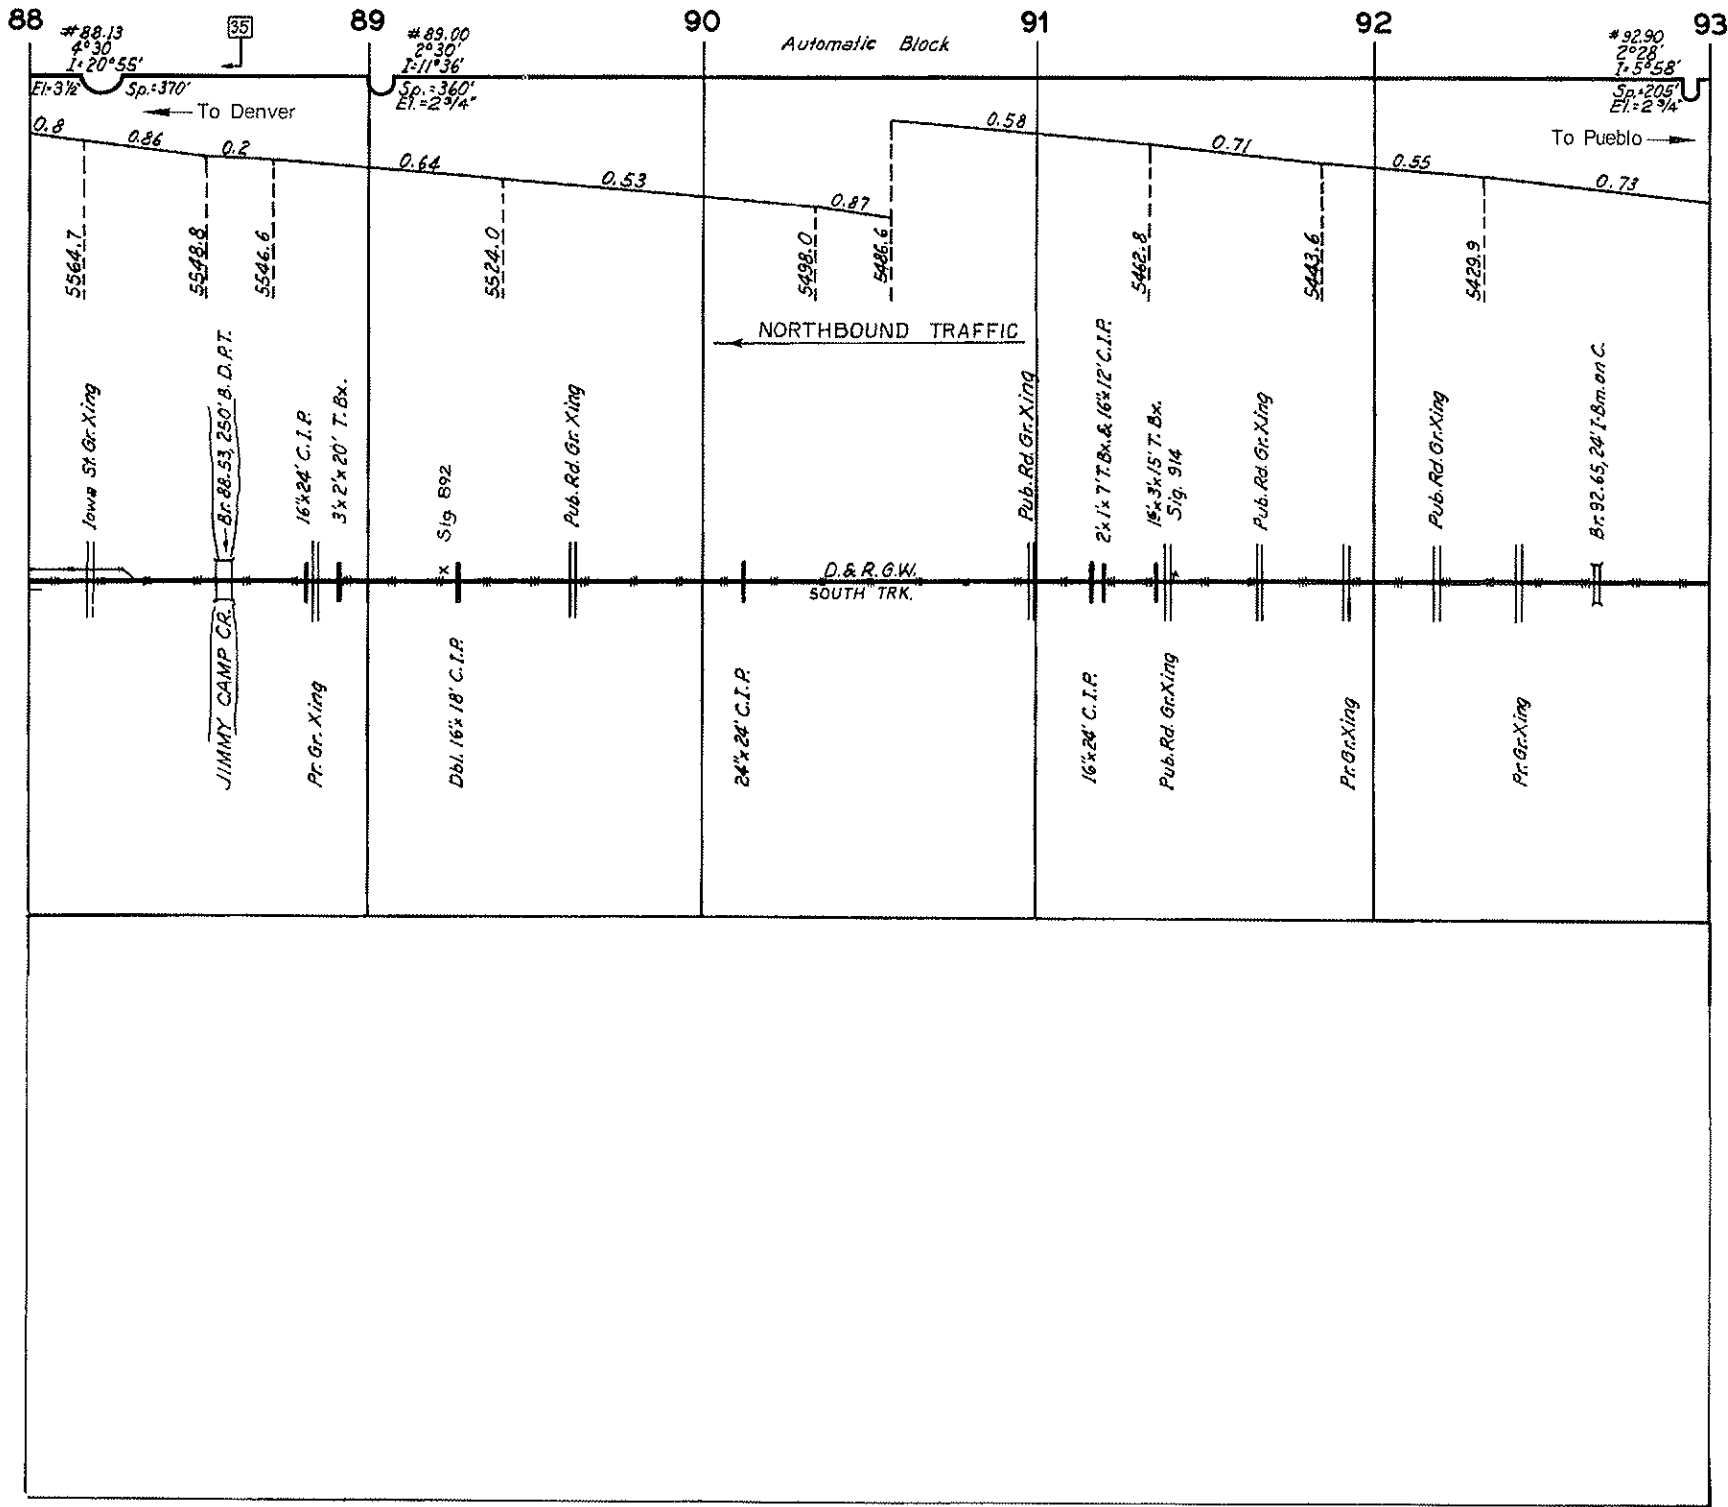 88
89
90
91
92
93
#88.13
4°30
I=20°55'
El=3½
Sp.=370'
35
#89.00
2°30'
I=11°36'
Sp.=360'
El.=2¾"
Automatic Block
#92.90
2°28'
I=5°58'
Sp.=205'
El.=2¾
To Denver
To Pueblo
0.8
0.86
0.2
0.64
0.53
0.87
0.58
0.71
0.55
0.73
5564.7
5548.8
5546.6
5524.0
5498.0
5486.6
5462.8
5443.6
5429.9
NORTHBOUND TRAFFIC
Iowa St. Gr. Xing
Br. 88.53, 250' B. D.P.T.
16"x24' C.I.P.
3'x2'x20' T. Bx.
Sig 892
Pub. Rd. Gr. Xing
Pub. Rd. Gr. Xing
2'x1'x7' T. Bx. & 16"x12' C.I.P.
Sig. 914
Pub. Rd. Gr. Xing
Pub. Rd. Gr. Xing
Br. 92.65, 24' I-Bm. on C.
D. & R. G. W.
SOUTH TRK.
JIMMY CAMP CR.
Pr. Gr. Xing
Dbl. 16"x18' C.I.P.
24"x24' C.I.P.
16"x24' C.I.P.
Pub. Rd. Gr. Xing
Pr. Gr. Xing
Pr. Gr. Xing